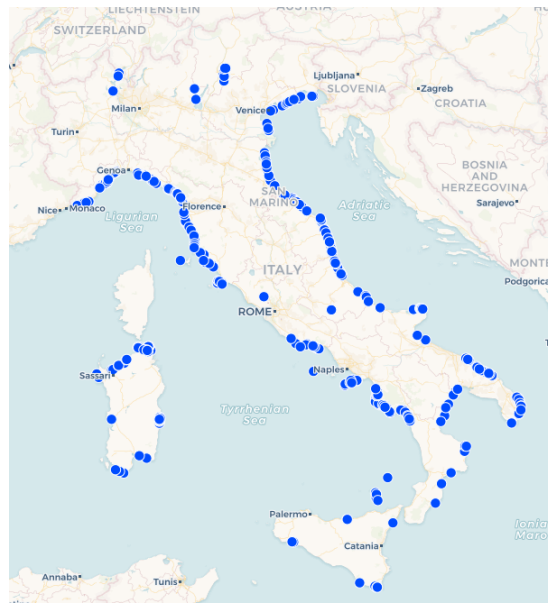 LIECHTENSTEIN
AUSTRIA
SWITZERLAND
Ljubljana
SLOVENIA
Milan
Venice
Zagreb
CROATIA
Turin
Genoa
BOSNIA
AND
HERZEGOVINA
SAN
MARINO
Nice
Monaco
Florence
Sarajevo
Ligurian
Sea
Adriatic
Sea
MONTE
ITALY
Podgorica
ROME
Naples
Sassari
Tyrrhenian
Sea
Palermo
Ionia
Maro
Catania
Annaba
Tunis